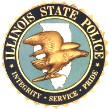 ILLINOIS STATE POLICE
INTEGRITY • SERVICE • PRIDE